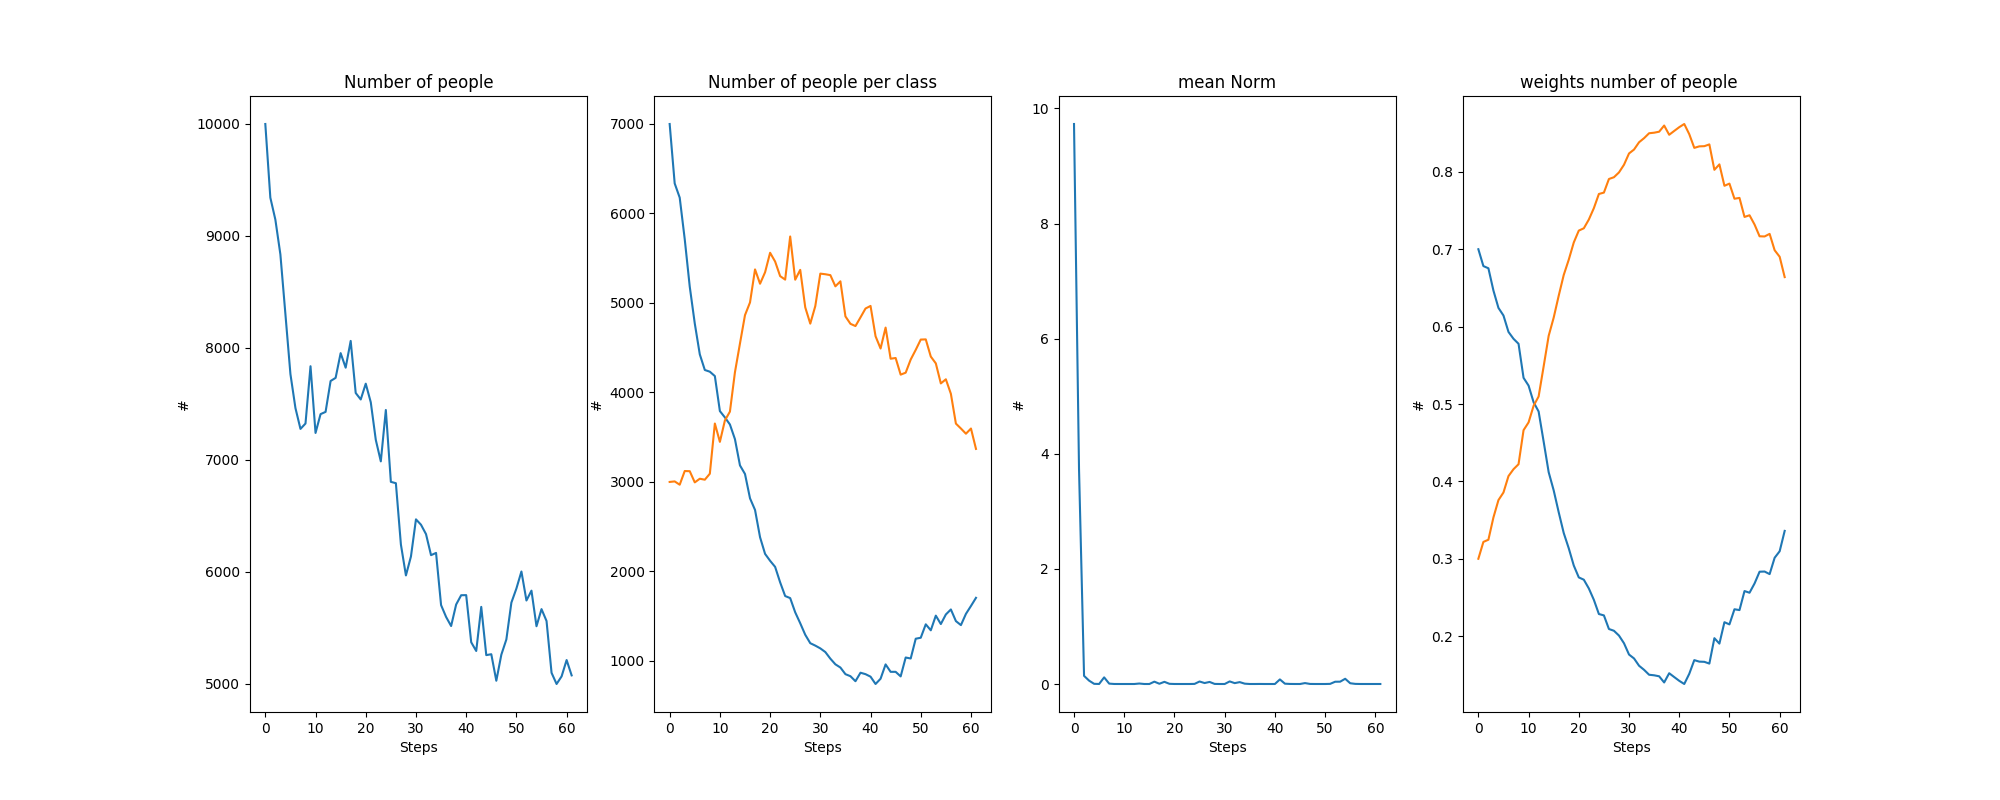 Number of people
10000
9000
8000
7000
6000
5000
#
0 10 20 30 40 50 60
Steps
Number of people per class
7000
6000
5000
4000
3000
2000
1000
#
0 10 20 30 40 50 60
Steps
mean Norm
10
8
6
4
2
0
#
0 10 20 30 40 50 60
Steps
weights number of people
0.8
0.7
0.6
0.5
0.4
0.3
0.2
#
0 10 20 30 40 50 60
Steps